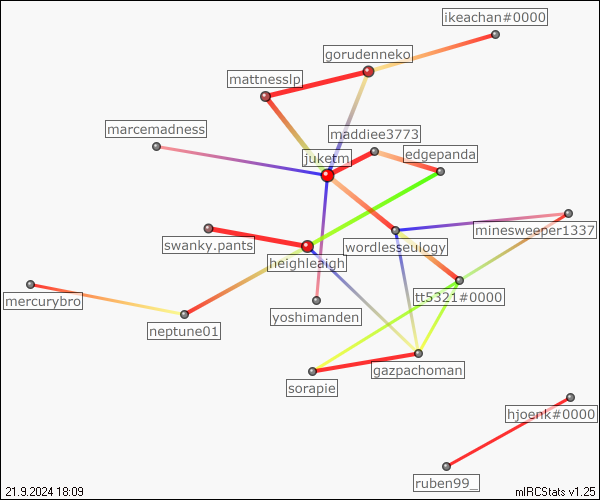 ikeachan#0000
gorudenneko
mattnesslp
marcemadness
maddiee3773
juketm
edgepanda
minesweeper1337
swanky.pants
wordlesseulogy
heighleaigh
mercurybro
tt5321#0000
neptune01
yoshimanden
gazpachoman
sorapie
hjoenk#0000
ruben99_
21.9.2024 18:09
mIRCStats v1.25